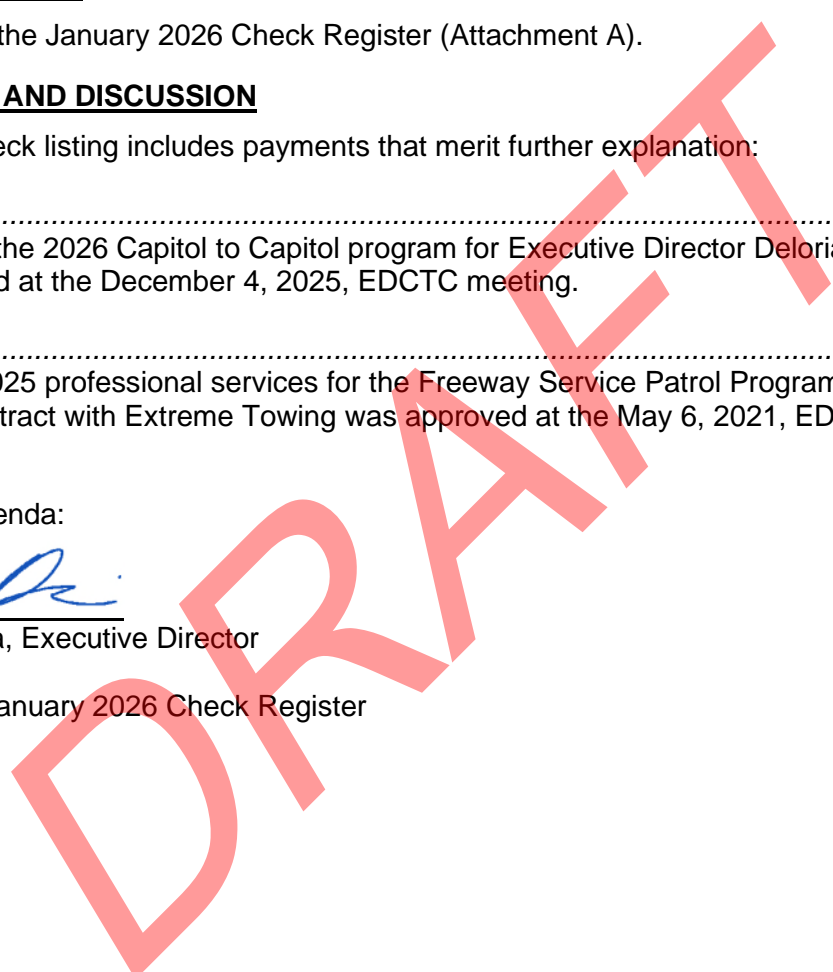 the January 2026 Check Register (Attachment A).
AND DISCUSSION
eck listing includes payments that merit further explanation:
....................................................................................................................................
the 2026 Capitol to Capitol program for Executive Director Deloria
d at the December 4, 2025, EDCTC meeting.
....................................................................................................................................
025 professional services for the Freeway Service Patrol Program
tract with Extreme Towing was approved at the May 6, 2021, ED
enda:
a, Executive Director
anuary 2026 Check Register
DRAFT